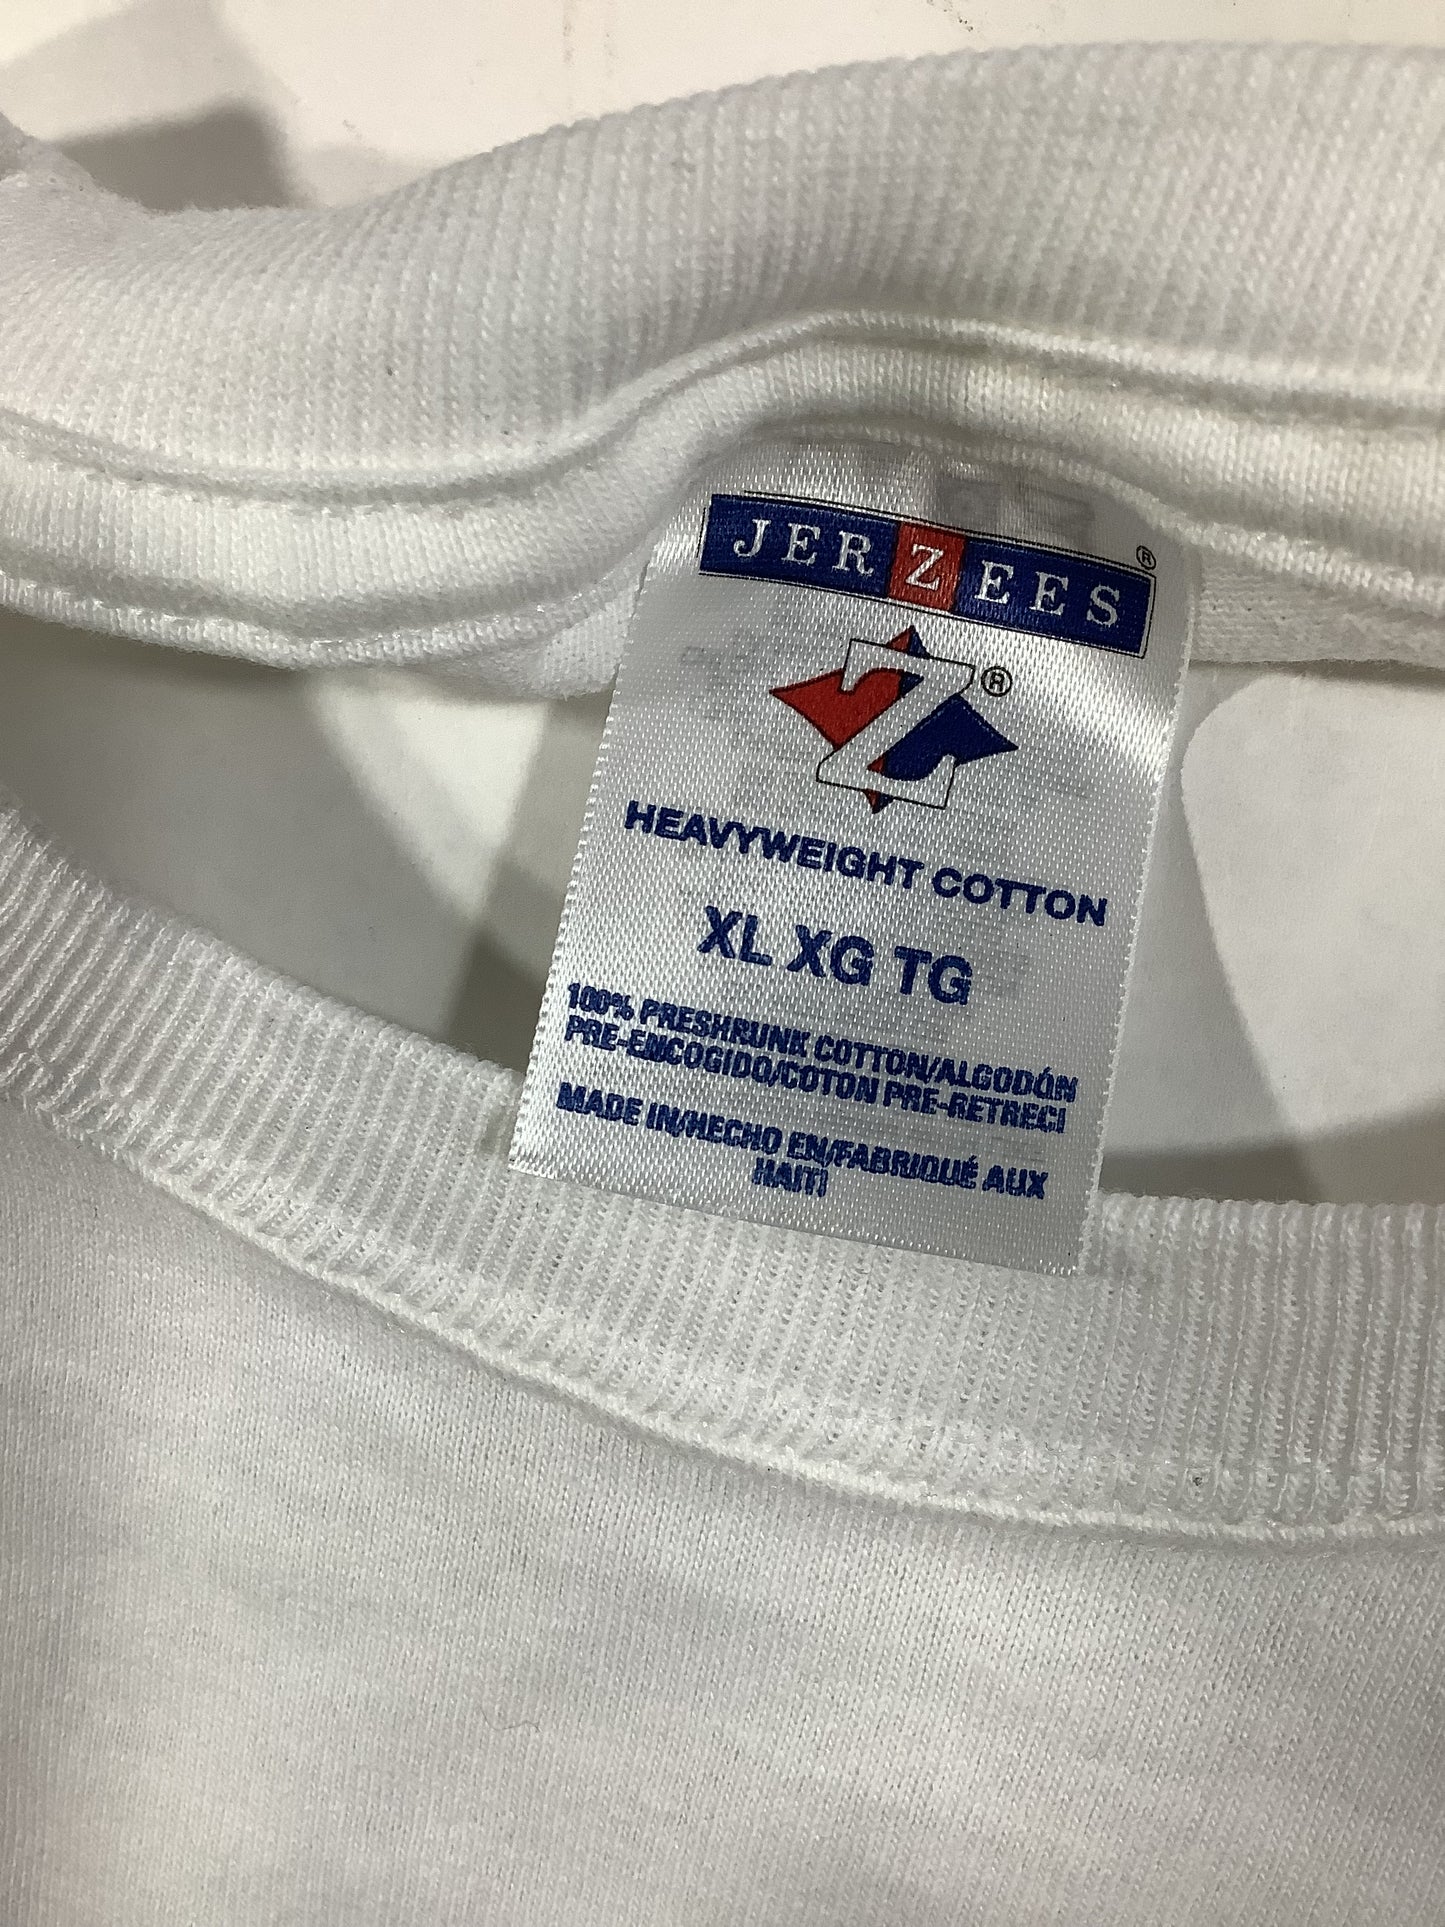 JERZEES®
Z®
HEAVYWEIGHT COTTON
XL XG TG
100% PRESHRUNK COTTON/ALGODÓN
PRE-ENCOGIDO/COTON PRE-RETRECI
MADE IN/HECHO EN/FABRIQUÉ AUX
HAITI